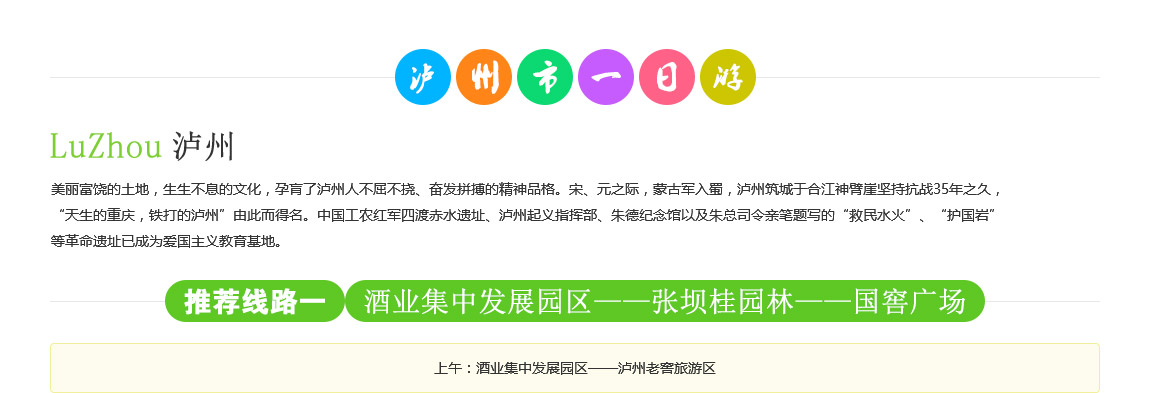 泸州市一日游
LuZhou 泸州
美丽富饶的土地，生生不息的文化，孕育了泸州人不屈不挠、奋发拼搏的精神品格。宋、元之际，蒙古军入蜀，泸州筑城于合江神臂崖坚持抗战35年之久，
“天生的重庆，铁打的泸州”由此而得名。中国工农红军四渡赤水遗址、泸州起义指挥部、朱德纪念馆以及朱总司令亲笔题写的“救民水火”、“护国岩”
等革命遗址已成为爱国主义教育基地。
推荐线路一 酒业集中发展园区——张坝桂园林——国窖广场
上午：酒业集中发展园区——泸州老窖旅游区